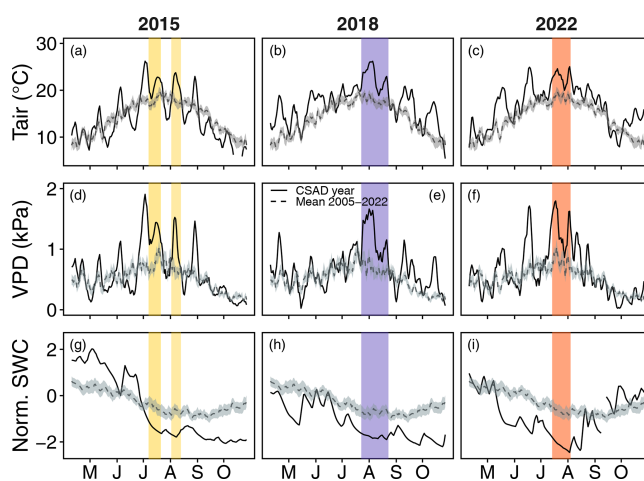 2015 2018 2022
(a) (b) (c)
Tair (°C)
30
20
10
(d) (e) (f)
CSAD year
Mean 2005−2022
VPD (kPa)
2
1
0
(g) (h) (i)
Norm. SWC
2
0
−2
M J J A S O M J J A S O M J J A S O